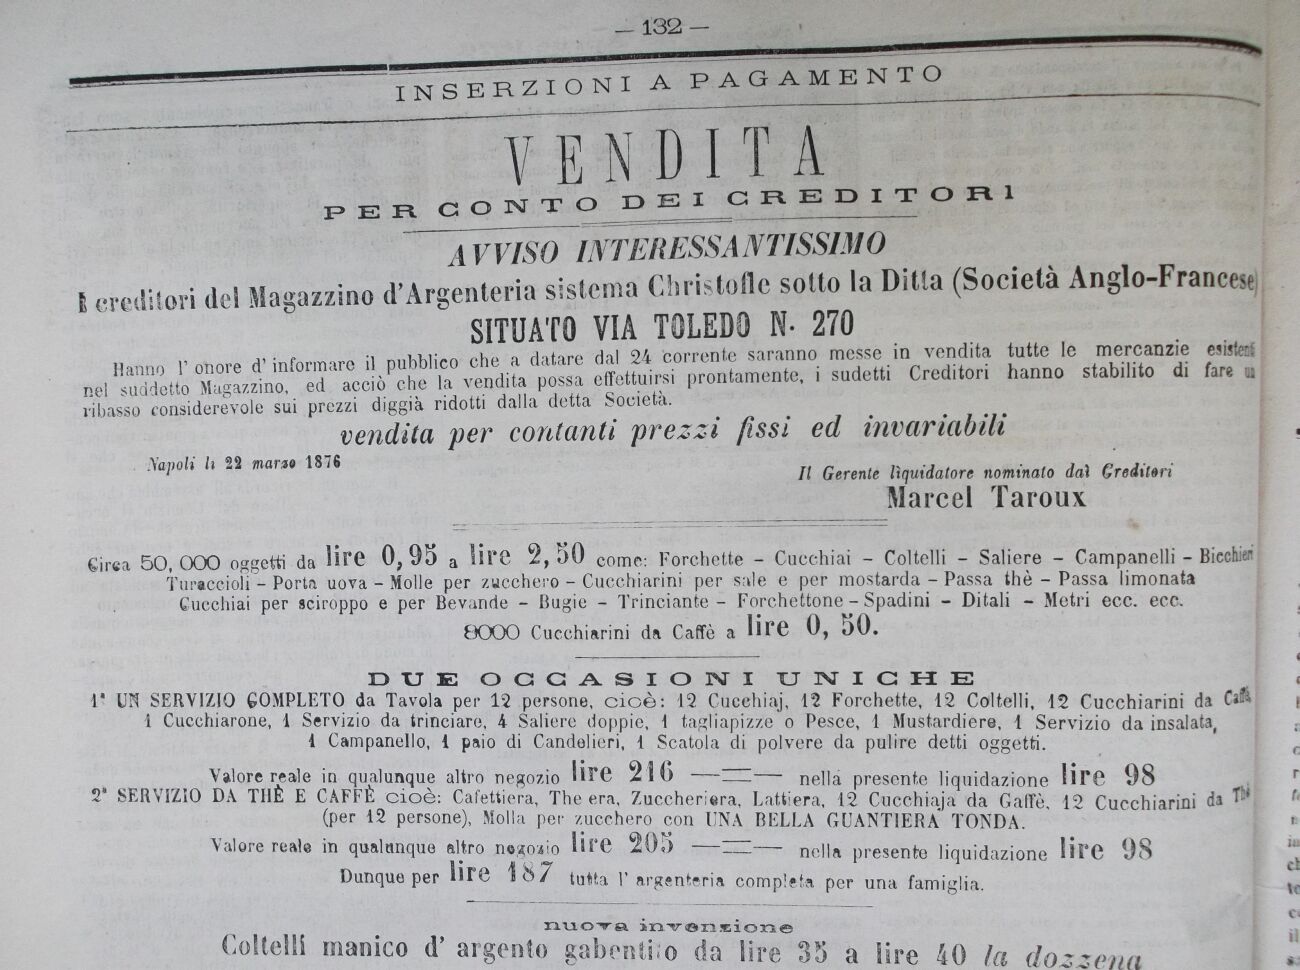 — 132 —
INSERZIONI A PAGAMENTO
VENDITA
PER CONTO DEI CREDITORI
AVVISO INTERESSANTISSIMO
I creditori del Magazzino d'Argenteria sistema Christofle sotto la Ditta (Società Anglo-Francese)
SITUATO VIA TOLEDO N. 270
Hanno l' onore d' informare il pubblico che a datare dal 24 corrente saranno messe in vendita tutte le mercanzie esistenti
nel suddetto Magazzino, ed acciò che la vendita possa effettuirsi prontamente, i sudetti Creditori hanno stabilito di fare un
ribasso considerevole sui prezzi diggià ridotti dalla detta Società.
vendita per contanti prezzi fissi ed invariabili
Napoli li 22 marzo 1876
Il Gerente liquidatore nominato dai Creditori
Marcel Taroux
Circa 50,000 oggetti da lire 0,95 a lire 2,50 come: Forchette – Cucchiai – Coltelli – Saliere – Campanelli – Bicchieri
Turaccioli – Porta uova – Molle per zucchero – Cucchiarini per sale e per mostarda – Passa thè – Passa limonata
Cucchiai per sciroppo e per Bevande – Bugie – Trinciante – Forchettone – Spadini – Ditali – Metri ecc. ecc.
8000 Cucchiarini da Caffè a lire 0, 50.
DUE OCCASIONI UNICHE
1ª UN SERVIZIO COMPLETO da Tavola per 12 persone, cioè: 12 Cucchiaj, 12 Forchette, 12 Coltelli, 12 Cucchiarini da Caffè
1 Cucchiarone, 1 Servizio da trinciare, 4 Saliere doppie, 1 tagliapizze o Pesce, 1 Mustardiere, 1 Servizio da insalata,
1 Campanello, 1 paio di Candelieri, 1 Scatola di polvere da pulire detti oggetti.
Valore reale in qualunque altro negozio lire 216 —=— nella presente liquidazione lire 98
2ª SERVIZIO DA THÈ E CAFFÈ cioè: Cafettiera, The era, Zuccheriera, Lattiera, 12 Cucchiaja da Gaffè, 12 Cucchiarini da Thè
(per 12 persone), Molla per zucchero con UNA BELLA GUANTIERA TONDA.
Valore reale in qualunque altro negozio lire 205 —=— nella presente liquidazione lire 98
Dunque per lire 187 tutta l' argenteria completa per una famiglia.
nuova invenzione
Coltelli manico d' argento da lire 35 a lire 40 la dozzena